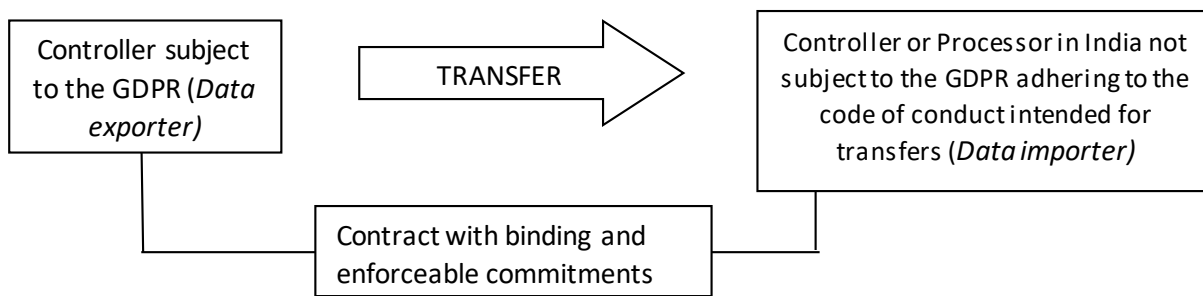 Controller subject
to the GDPR (Data
exporter)
TRANSFER
Controller or Processor in India not
subject to the GDPR adhering to the
code of conduct intended for
transfers (Data importer)
Contract with binding and
enforceable commitments